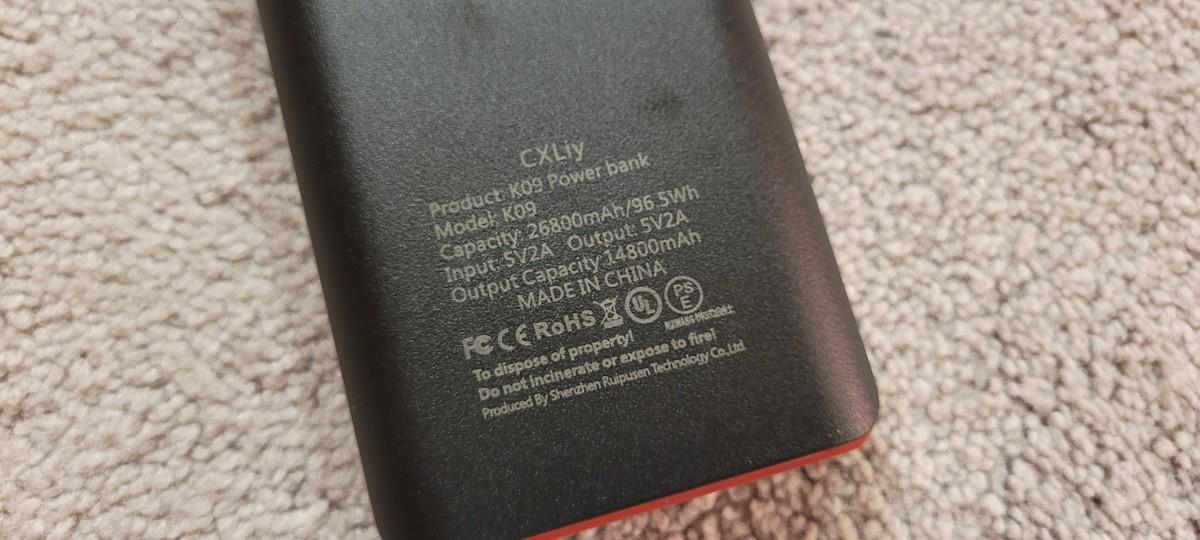 CXLiy
Product: K09 Power bank
Model: K09
Capacity: 26800mAh/96.5Wh
Input: 5V2A Output: 5V2A
Output Capacity:14800mAh
MADE IN CHINA
FC CE RoHS UL PSE
To dispose of property!
Do not incinerate or expose to fire!
Produced By Shenzhen Ruipusen Technology Co.,Ltd.